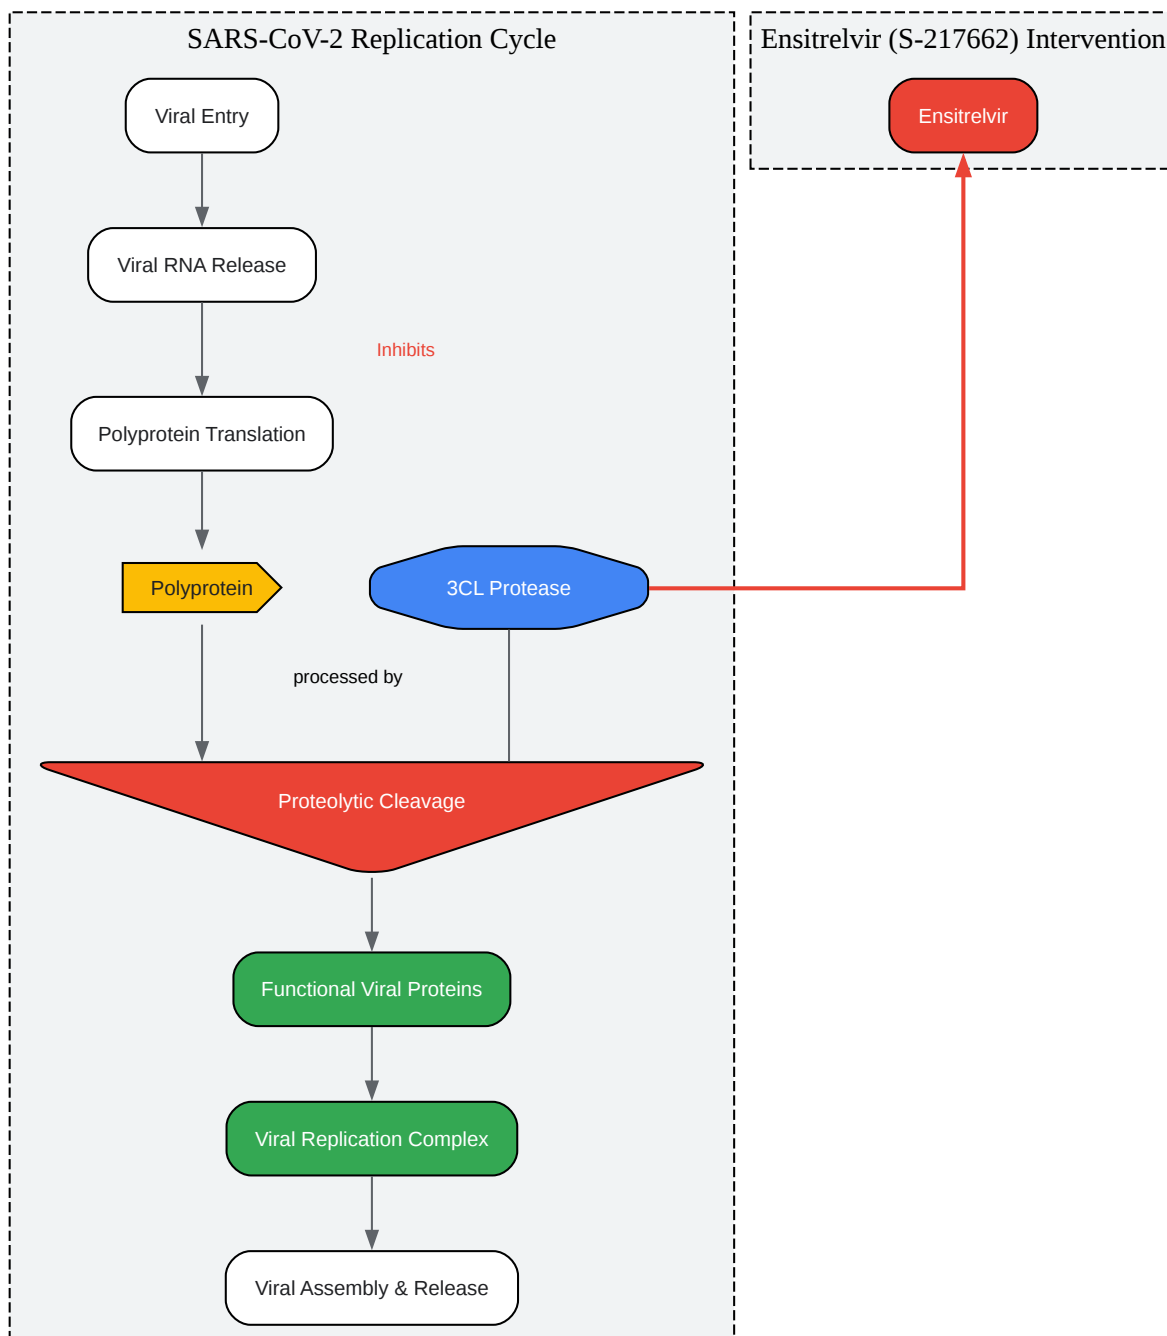 SARS-CoV-2 Replication Cycle
Ensitrelvir (S-217662) Intervention
Viral Entry
Ensitrelvir
Viral RNA Release
Inhibits
Polyprotein Translation
Polyprotein
3CL Protease
processed by
Proteolytic Cleavage
Functional Viral Proteins
Viral Replication Complex
Viral Assembly & Release